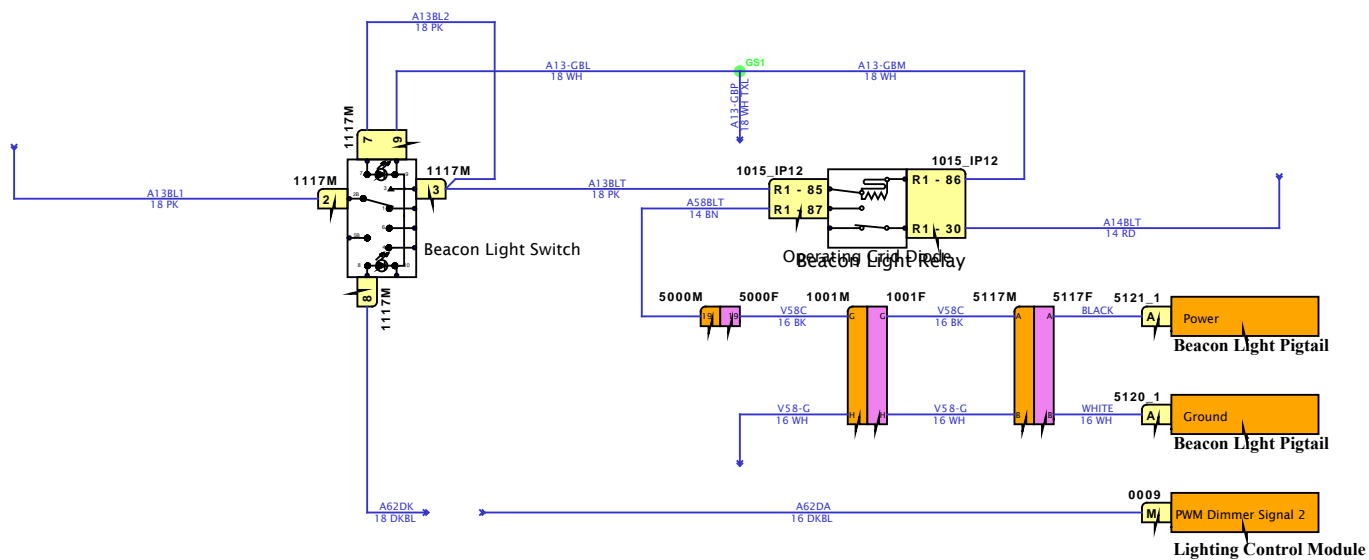 A13BL2
18 PK
A13-GBL
18 WH
GS1
A13-GBM
18 WH
A13-GBP
18 WH TXL
1117M
7
9
1117M
2
1117M
3
A13BL1
18 PK
A13BLT
18 PK
A58BLT
14 BN
1015_IP12
R1 - 85
R1 - 87
1015_IP12
R1 - 86
R1 - 30
A14BLT
14 RD
Beacon Light Switch
Operating Grid Diode
Beacon Light Relay
8
1117M
5000M
19
5000F
19
V58C
16 BK
1001M
G
H
1001F
G
H
V58C
16 BK
5117M
A
B
5117F
A
B
BLACK
5121_1
A
Power
Beacon Light Pigtail
V58-G
16 WH
V58-G
16 WH
WHITE
16 WH
5120_1
A
Ground
Beacon Light Pigtail
A62DK
18 DKBL
A62DA
16 DKBL
0009
M
PWM Dimmer Signal 2
Lighting Control Module